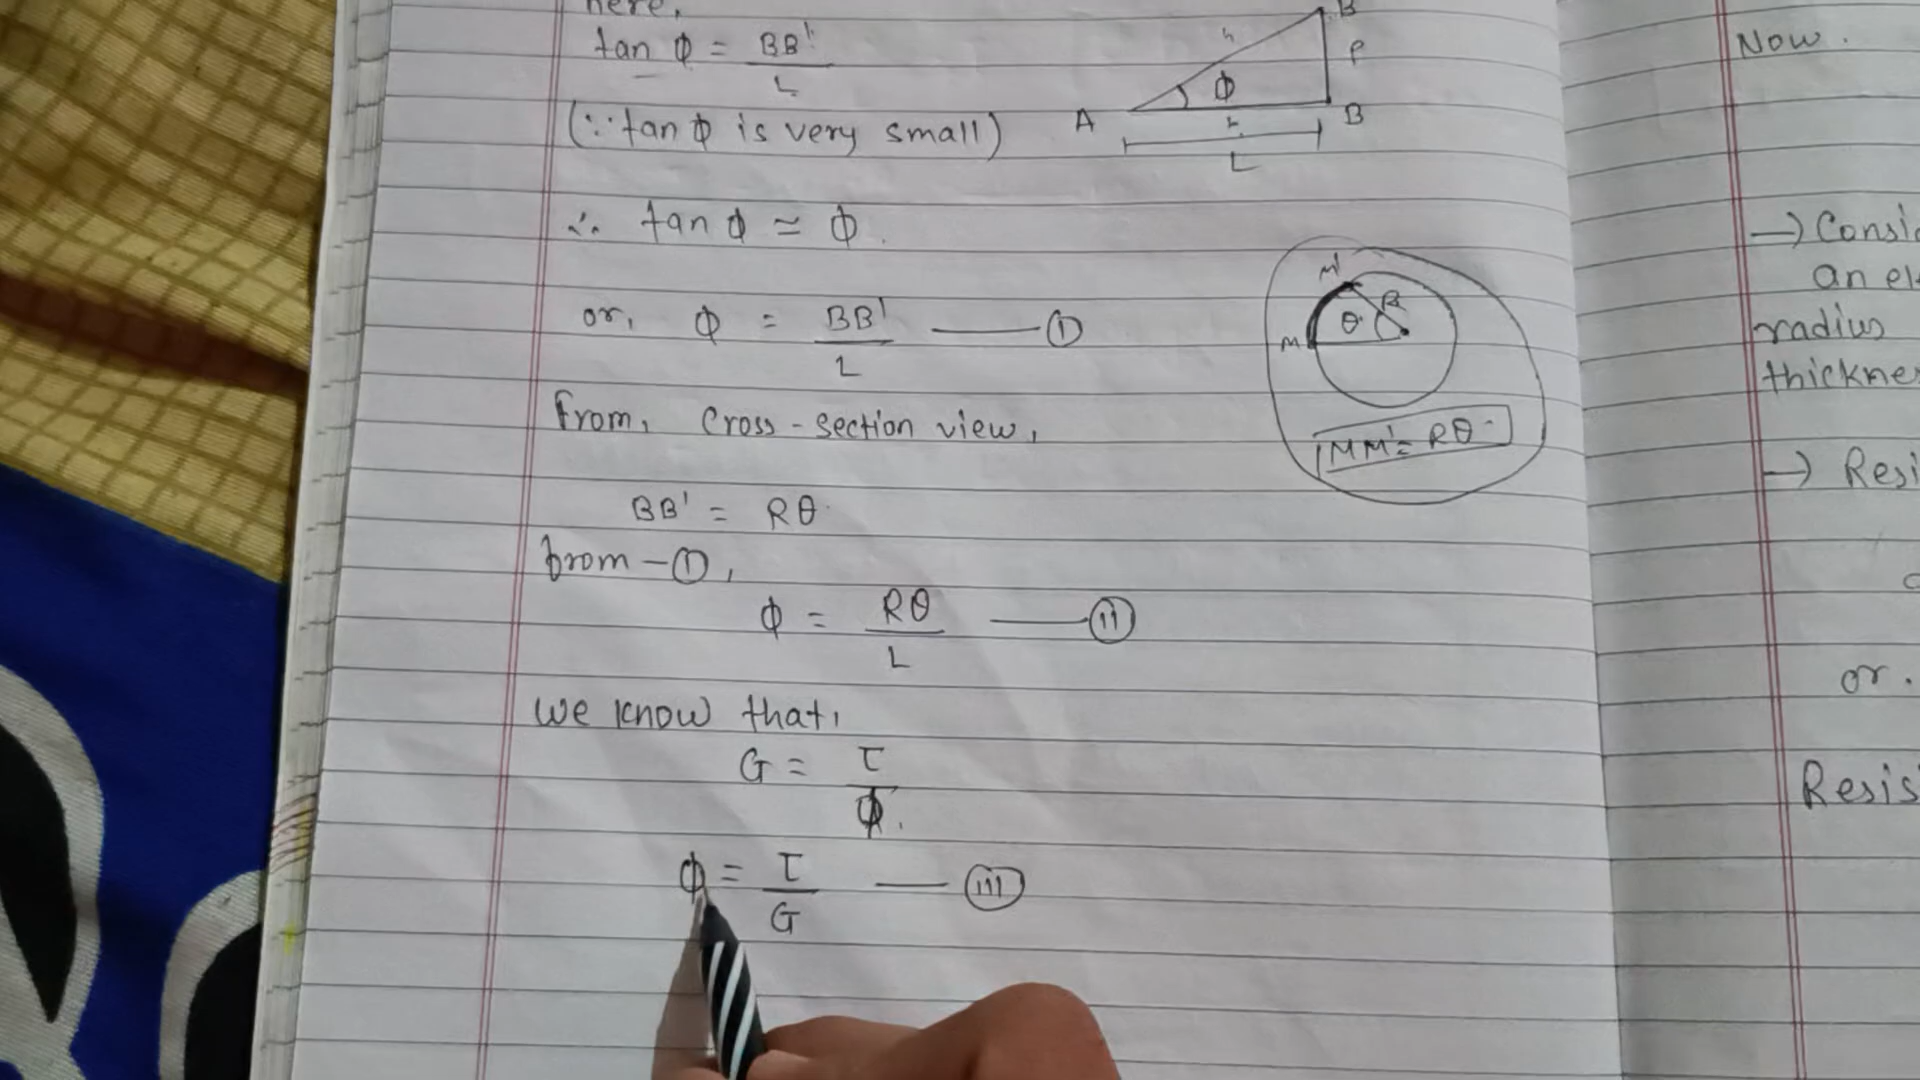 here,
tan ϕ = BB'/L
(∵ tan ϕ is very small)
∴ tan ϕ ≃ ϕ.
or, ϕ = BB'/L —— (I)
From, Cross-section view,
BB' = Rθ
from -(I),
ϕ = Rθ/L —— (II)
We know that,
G = τ/ϕ.
ϕ = τ/G —— (III)
B'
h
P
ϕ
A
B
L
M'
R
θ
M
MM' = Rθ
Now.
→ Consi
an el
radius
thickne
→ Resi
or.
Resis